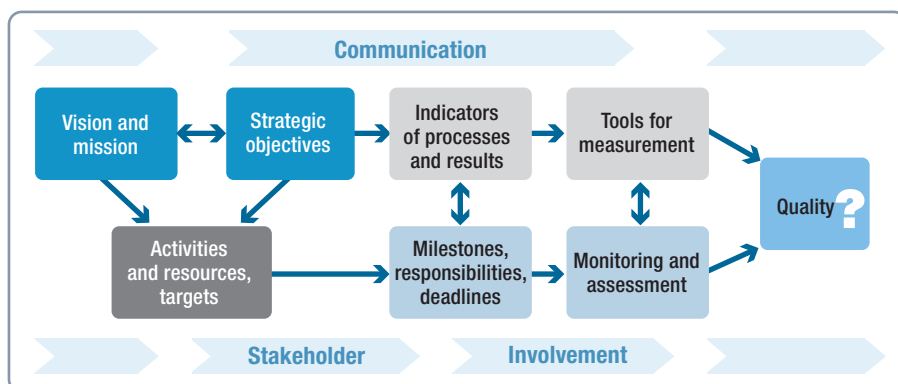 Communication
Vision and
mission
Strategic
objectives
Indicators
of processes
and results
Tools for
measurement
Quality ?
Activities
and resources,
targets
Milestones,
responsibilities,
deadlines
Monitoring and
assessment
Stakeholder Involvement